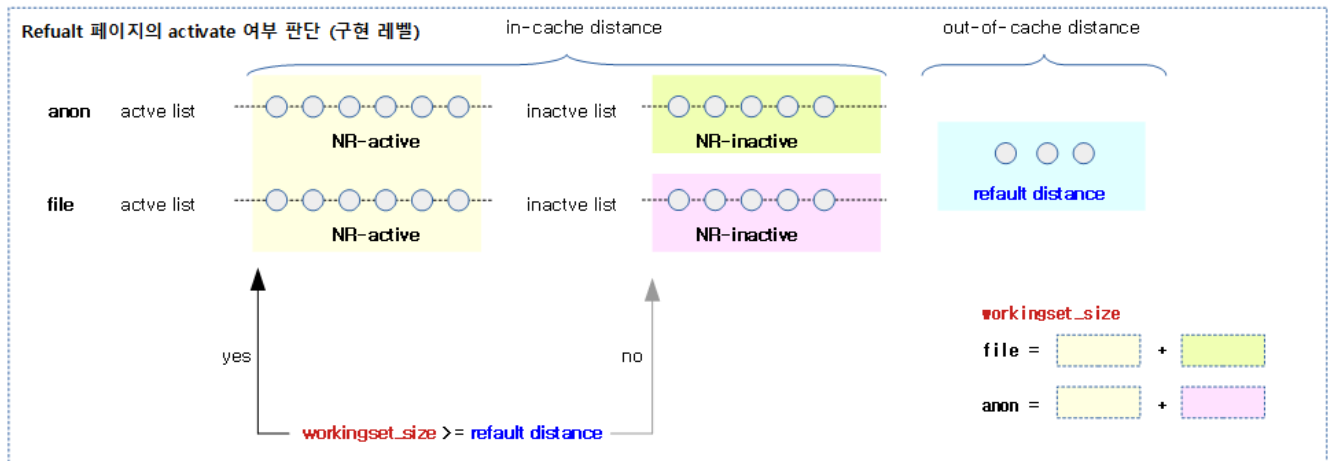 Refualt 페이지의 activate 여부 판단 (구현 레벨)
in-cache distance
out-of-cache distance
anon actve list inactve list
NR-active NR-inactive
refault distance
file actve list inactve list
NR-active NR-inactive
workingset_size
file = +
anon = +
yes no
workingset_size >= refault distance